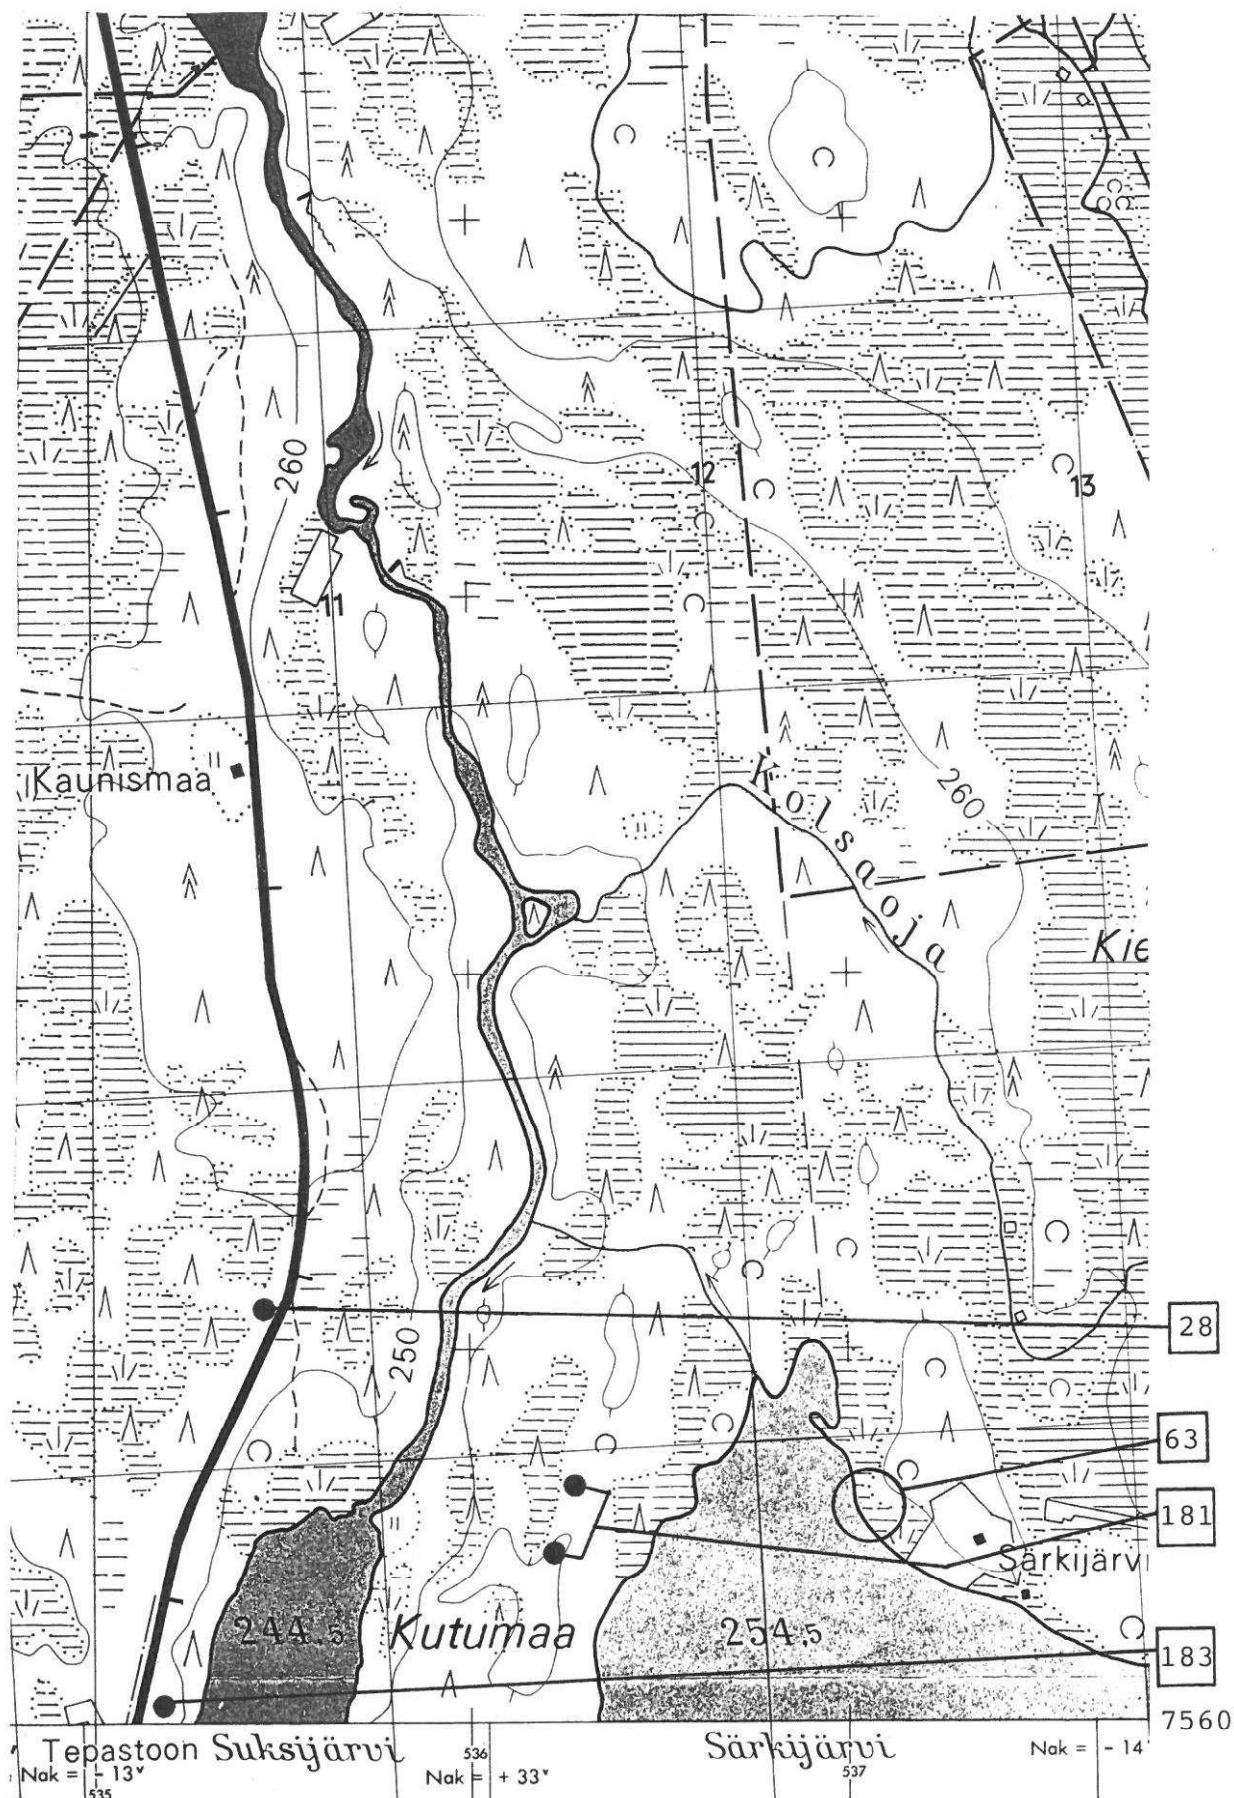 260
12
13
11
Kaunismaa
260
Kolsaoja
Kie
28
250
63
181
Särkijärvi
244.5
Kutumaa
254,5
183
7560
Tepastoon Suksijärvi 536 Särkijärvi Nak = - 14'
Nak = - 13ᵛ Nak = + 33ᵛ 537
535